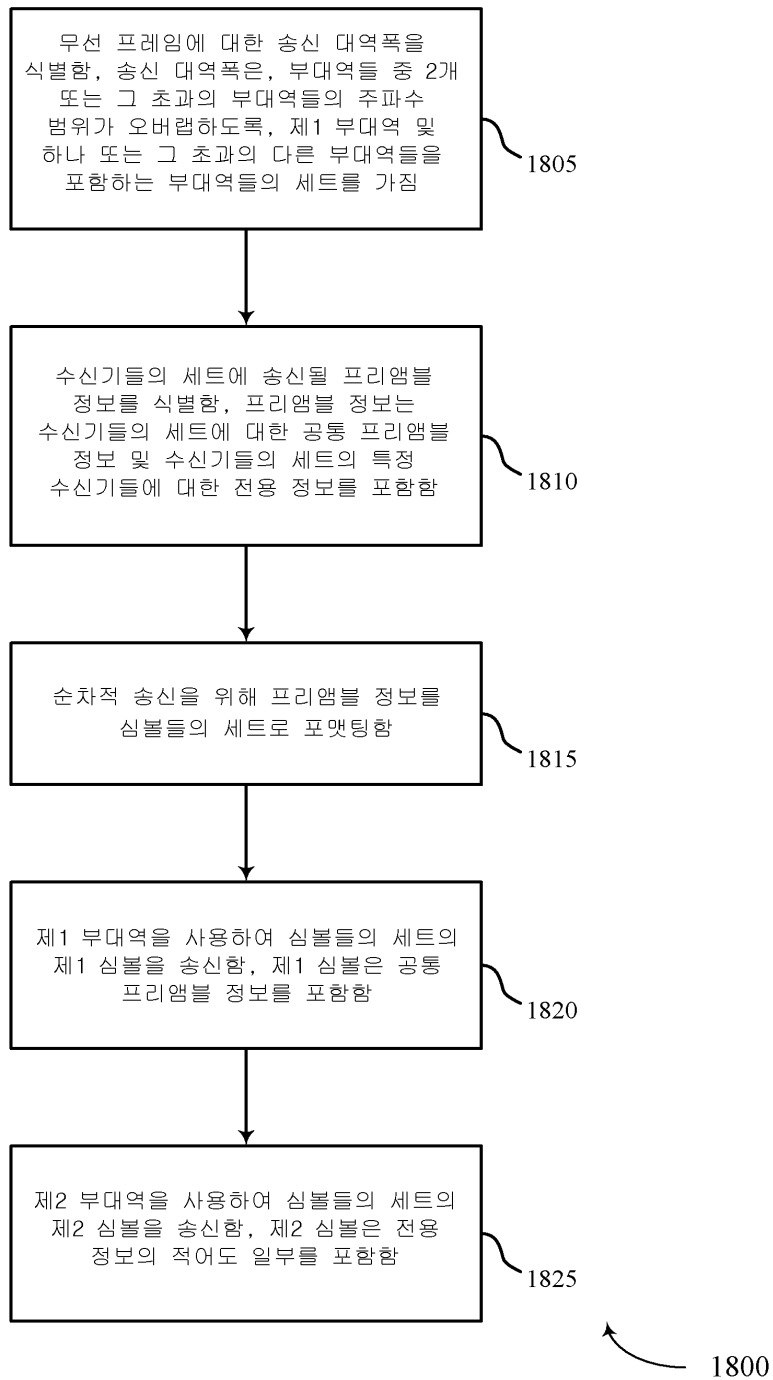 무선 프레임에 대한 송신 대역폭을
식별함, 송신 대역폭은, 부대역들 중 2개
또는 그 초과의 부대역들의 주파수
범위가 오버랩하도록, 제1 부대역 및
하나 또는 그 초과의 다른 부대역들을
포함하는 부대역들의 세트를 가짐
1805
수신기들의 세트에 송신될 프리앰블
정보를 식별함, 프리앰블 정보는
수신기들의 세트에 대한 공통 프리앰블
정보 및 수신기들의 세트의 특정
수신기들에 대한 전용 정보를 포함함
1810
순차적 송신을 위해 프리앰블 정보를
심볼들의 세트로 포맷팅함
1815
제1 부대역을 사용하여 심볼들의 세트의
제1 심볼을 송신함, 제1 심볼은 공통
프리앰블 정보를 포함함
1820
제2 부대역을 사용하여 심볼들의 세트의
제2 심볼을 송신함, 제2 심볼은 전용
정보의 적어도 일부를 포함함
1825
1800